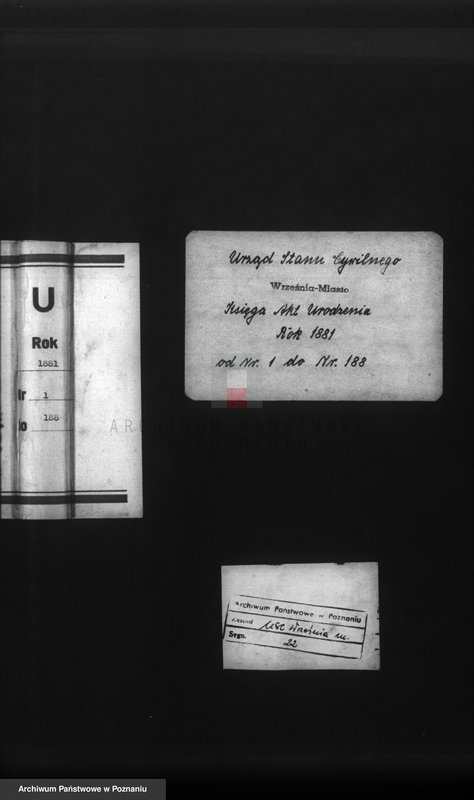 U
Rok
1881
1
188
Urząd Stanu Cywilnego
Września-Miasto
Księga Akt Urodzenia
Rok 1881
od Nr. 1 do Nr. 188
ARCHIWUM PAŃSTWOWE
W POZNANIU
Archiwum Państwowe w Poznaniu
USC Września m.
Sygn.
22
Archiwum Państwowe w Poznaniu